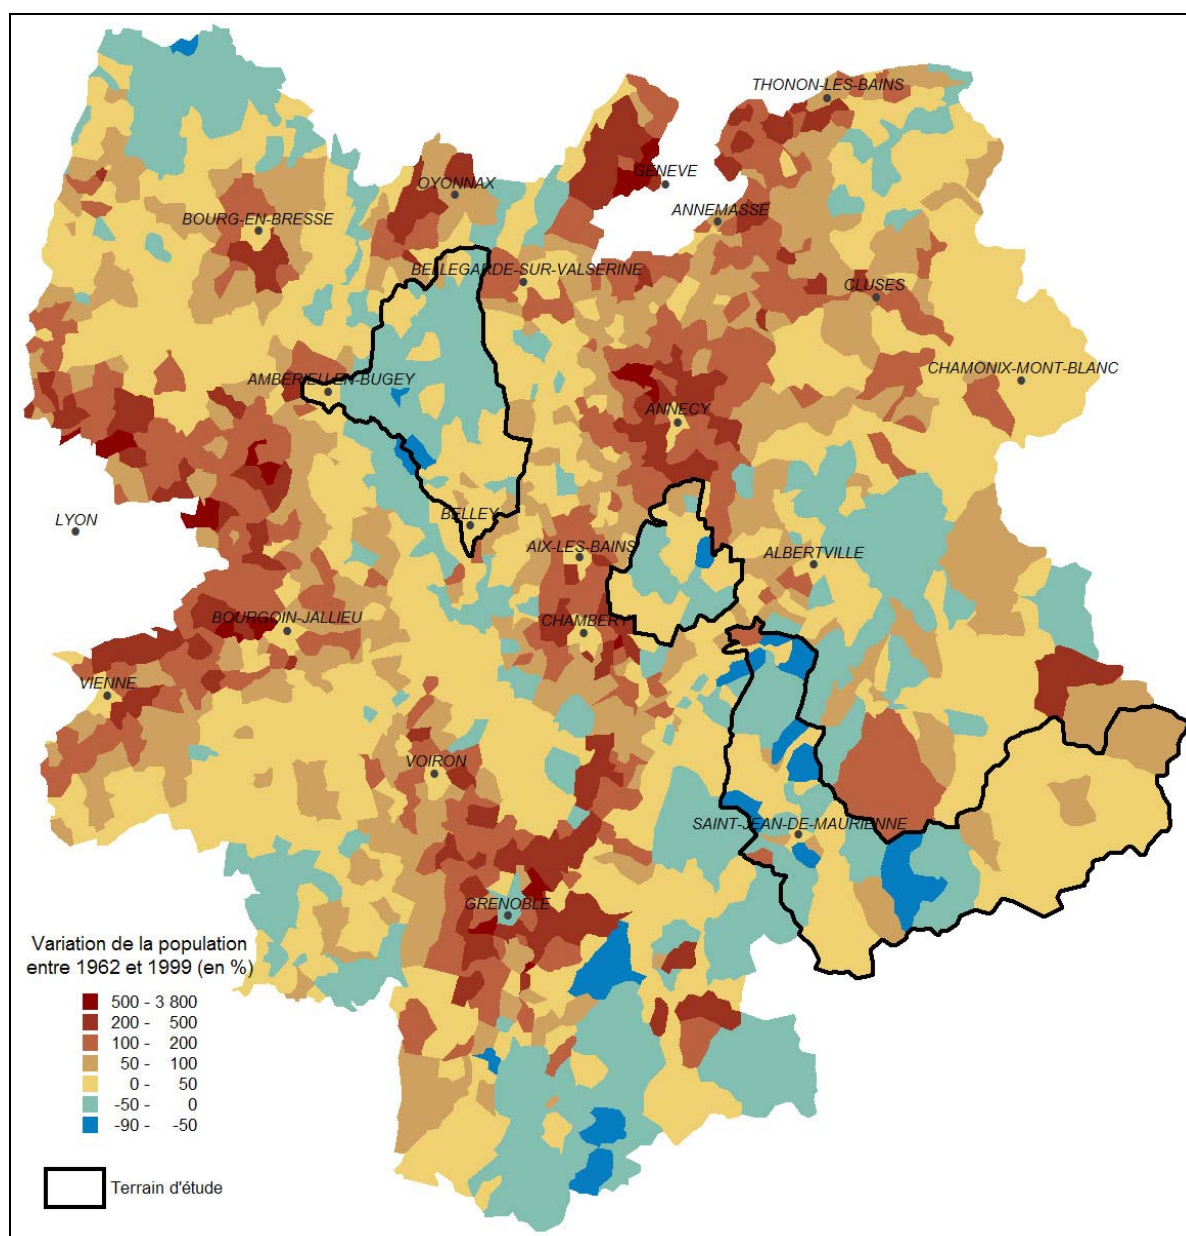 THONON-LES-BAINS
GENEVE
OYONNAX
ANNEMASSE
BOURG-EN-BRESSE
BELLEGARDE-SUR-VALSERINE
CLUSES
CHAMONIX-MONT-BLANC
AMBERIEU-EN-BUGEY
ANNECY
LYON
BELLEY
AIX-LES-BAINS
ALBERTVILLE
BOURGOIN-JALLIEU
CHAMBERY
VIENNE
VOIRON
SAINT-JEAN-DE-MAURIENNE
GRENOBLE
Variation de la population
entre 1962 et 1999 (en %)
500 - 3 800
200 - 500
100 - 200
50 - 100
0 - 50
-50 - 0
-90 - -50
Terrain d'étude